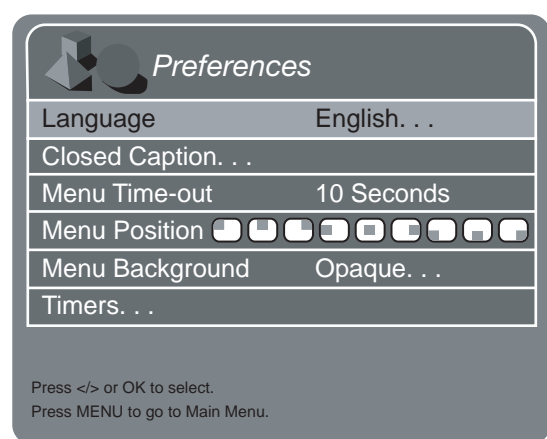 Preferences
Language English. . .
Closed Caption. . .
Menu Time-out 10 Seconds
Menu Position
Menu Background Opaque. . .
Timers. . .
Press </> or OK to select.
Press MENU to go to Main Menu.